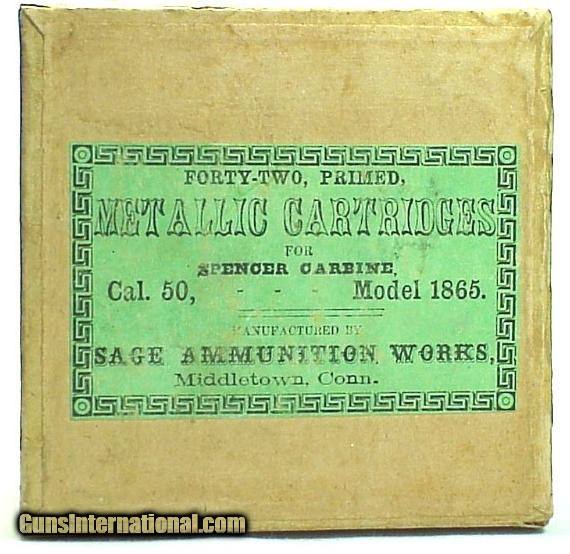 FORTY-TWO, PRIMED,
METALLIC CARTRIDGES
FOR
SPENCER CARBINE,
Cal. 50, - - - Model 1865.
MANUFACTURED BY
SAGE AMMUNITION WORKS,
Middletown, Conn.
GunsInternational.com